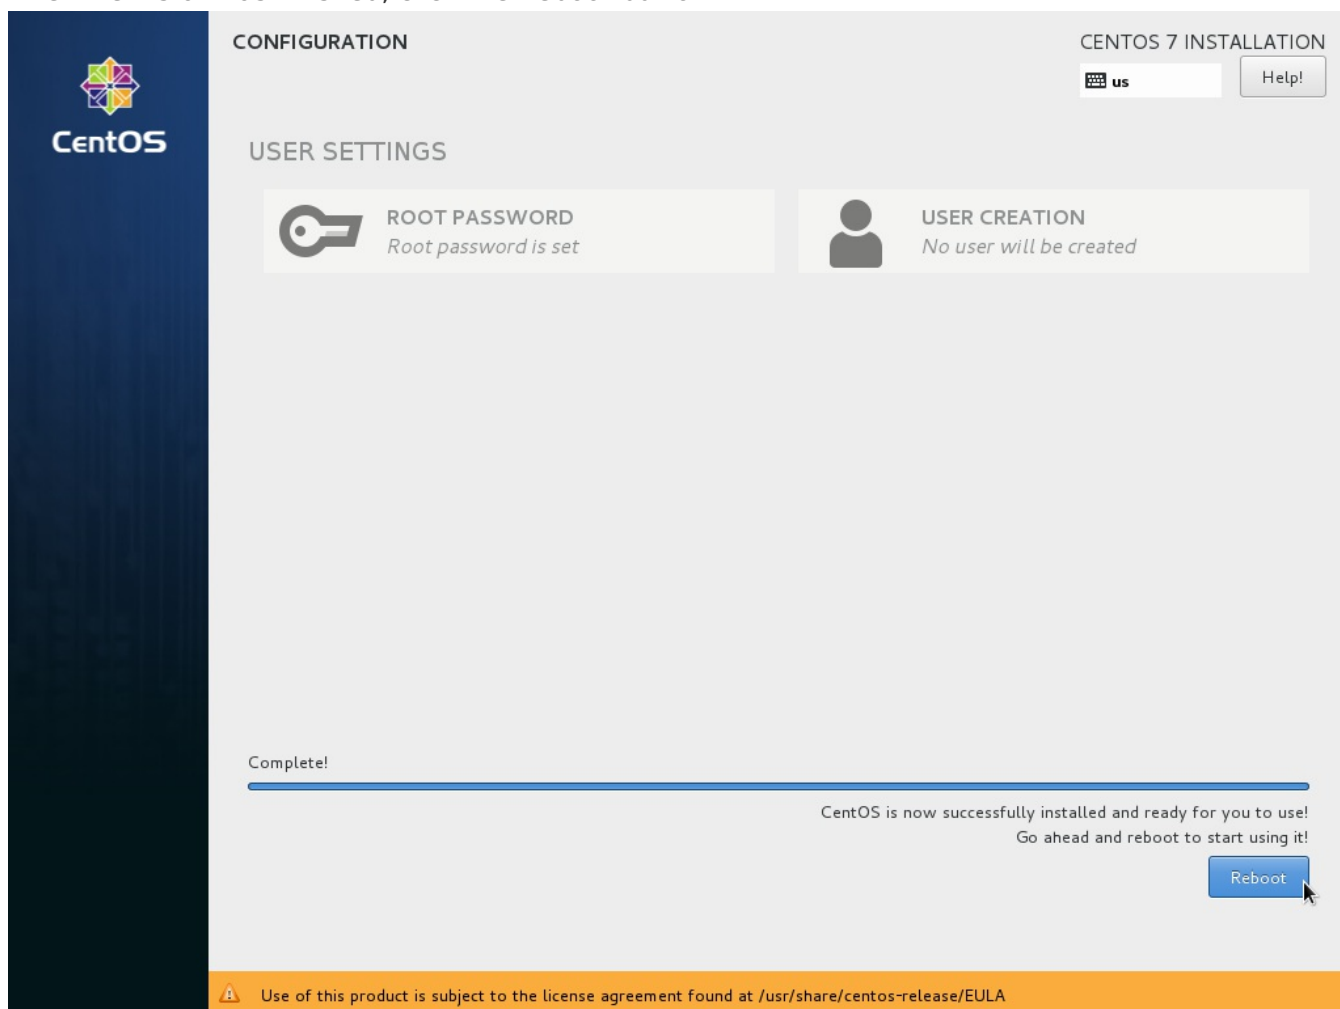 CONFIGURATION
CENTOS 7 INSTALLATION
us
Help!
CentOS
USER SETTINGS
ROOT PASSWORD
Root password is set
USER CREATION
No user will be created
Complete!
CentOS is now successfully installed and ready for you to use!
Go ahead and reboot to start using it!
Reboot
Use of this product is subject to the license agreement found at /usr/share/centos-release/EULA